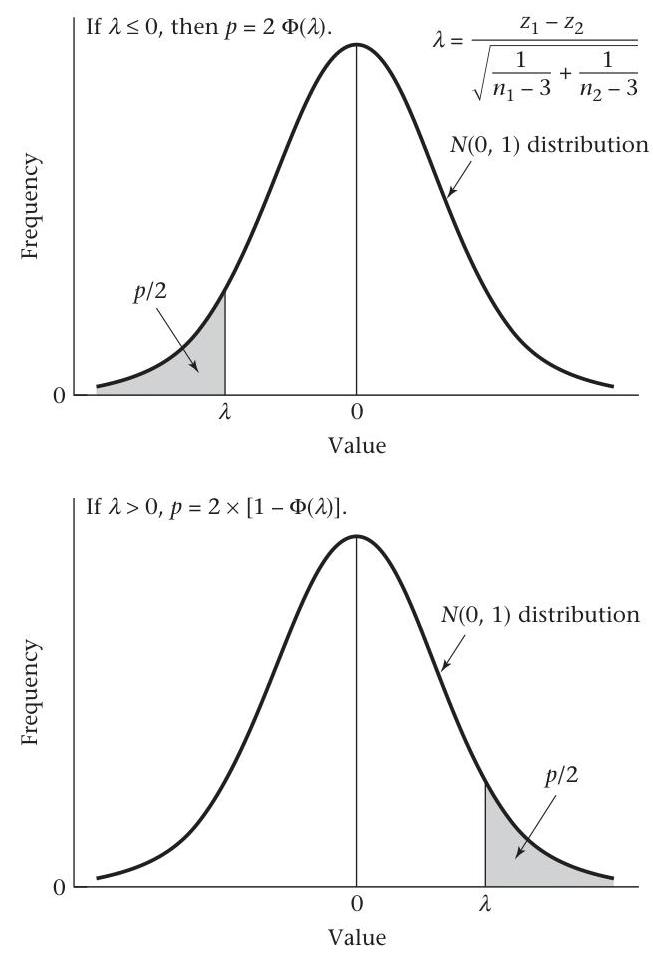 If λ ≤ 0, then p = 2 Φ(λ).
λ = (z₁ − z₂) / √(1/(n₁ − 3) + 1/(n₂ − 3))
N(0, 1) distribution
Frequency
p/2
0
λ
0
Value
If λ > 0, p = 2 × [1 − Φ(λ)].
N(0, 1) distribution
Frequency
p/2
0
0
λ
Value